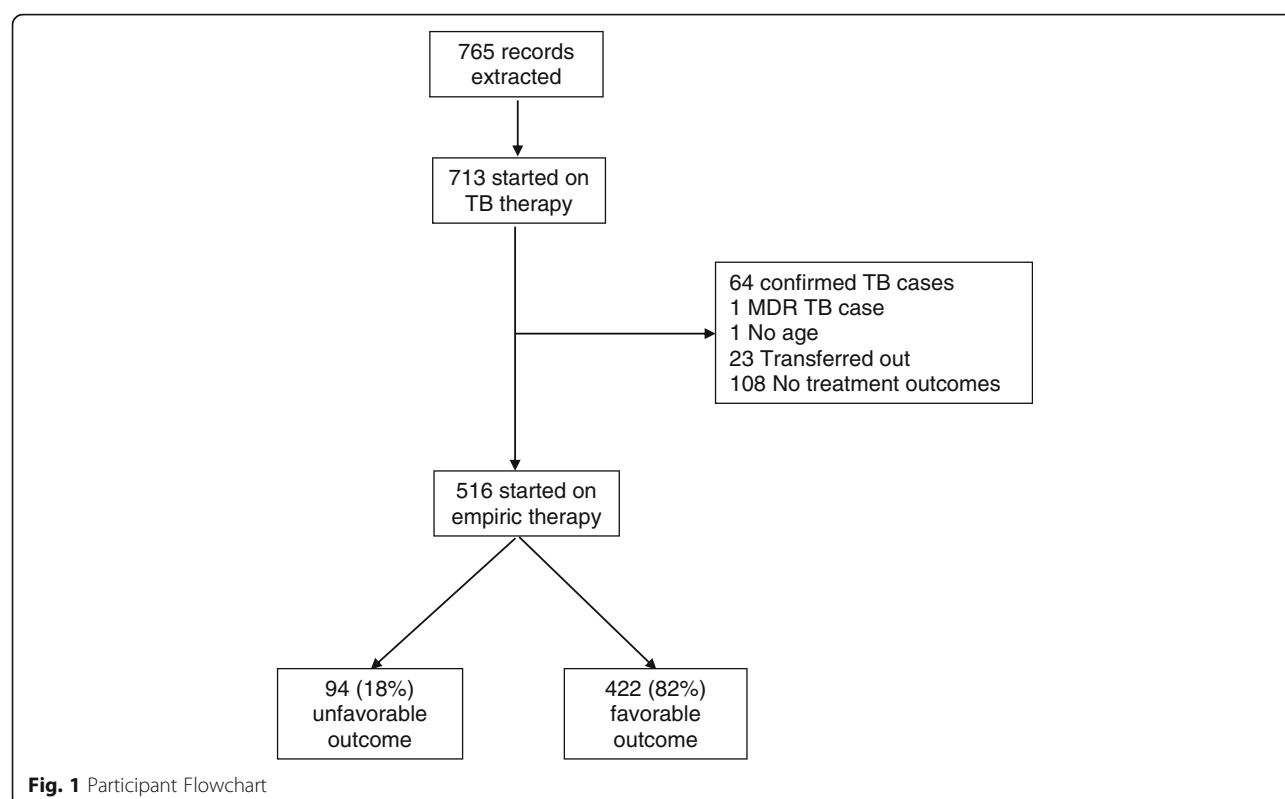 765 records
extracted
713 started on
TB therapy
64 confirmed TB cases
1 MDR TB case
1 No age
23 Transferred out
108 No treatment outcomes
516 started on
empiric therapy
94 (18%)
unfavorable
outcome
422 (82%)
favorable
outcome
Fig. 1 Participant Flowchart